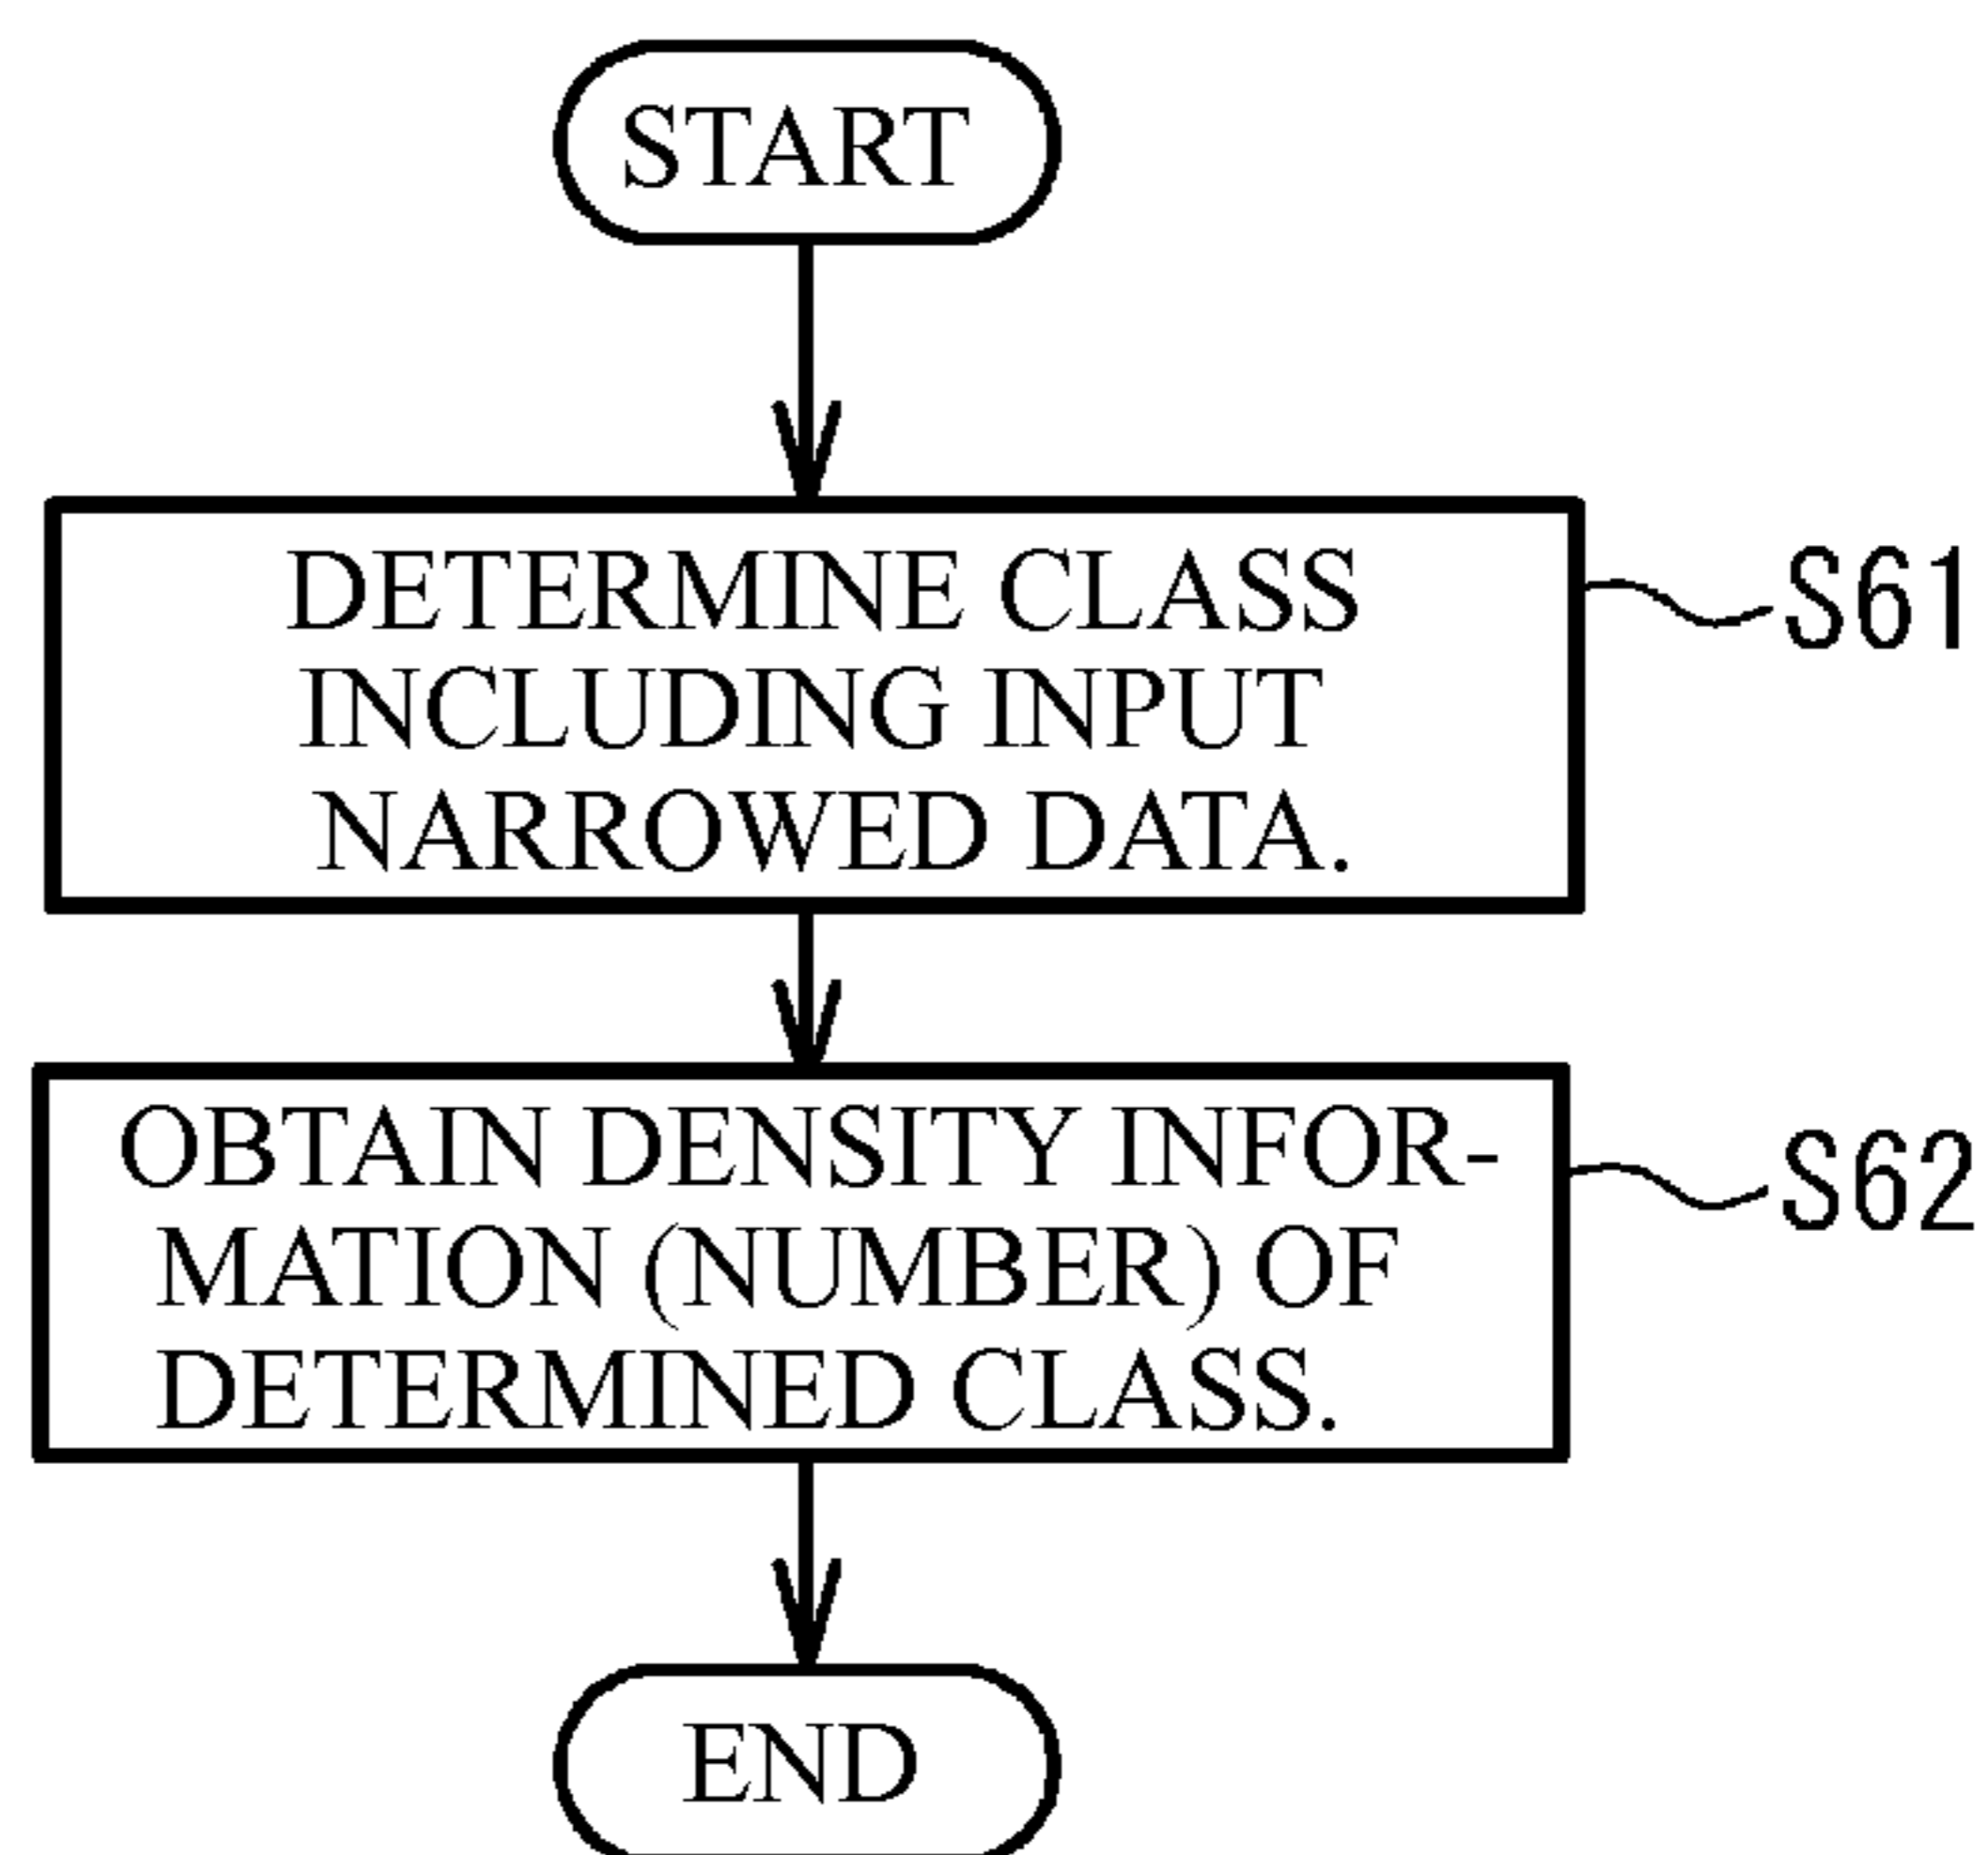 START
DETERMINE CLASS
INCLUDING INPUT
NARROWED DATA.
S61
OBTAIN DENSITY INFOR-
MATION (NUMBER) OF
DETERMINED CLASS.
S62
END